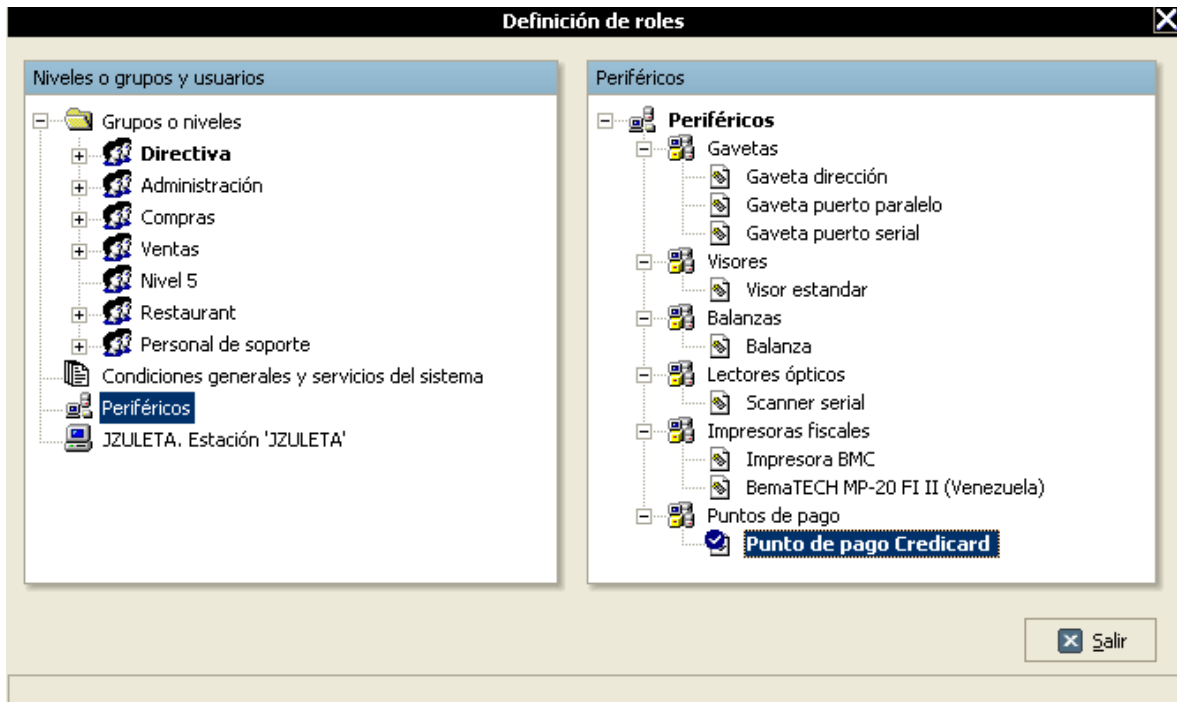 Definición de roles
Niveles o grupos y usuarios
Grupos o niveles
Directiva
Administración
Compras
Ventas
Nivel 5
Restaurant
Personal de soporte
Condiciones generales y servicios del sistema
Periféricos
JZULETA. Estación 'JZULETA'
Periféricos
Periféricos
Gavetas
Gaveta dirección
Gaveta puerto paralelo
Gaveta puerto serial
Visores
Visor estandar
Balanzas
Balanza
Lectores ópticos
Scanner serial
Impresoras fiscales
Impresora BMC
BemaTECH MP-20 FI II (Venezuela)
Puntos de pago
Punto de pago Credicard
Salir